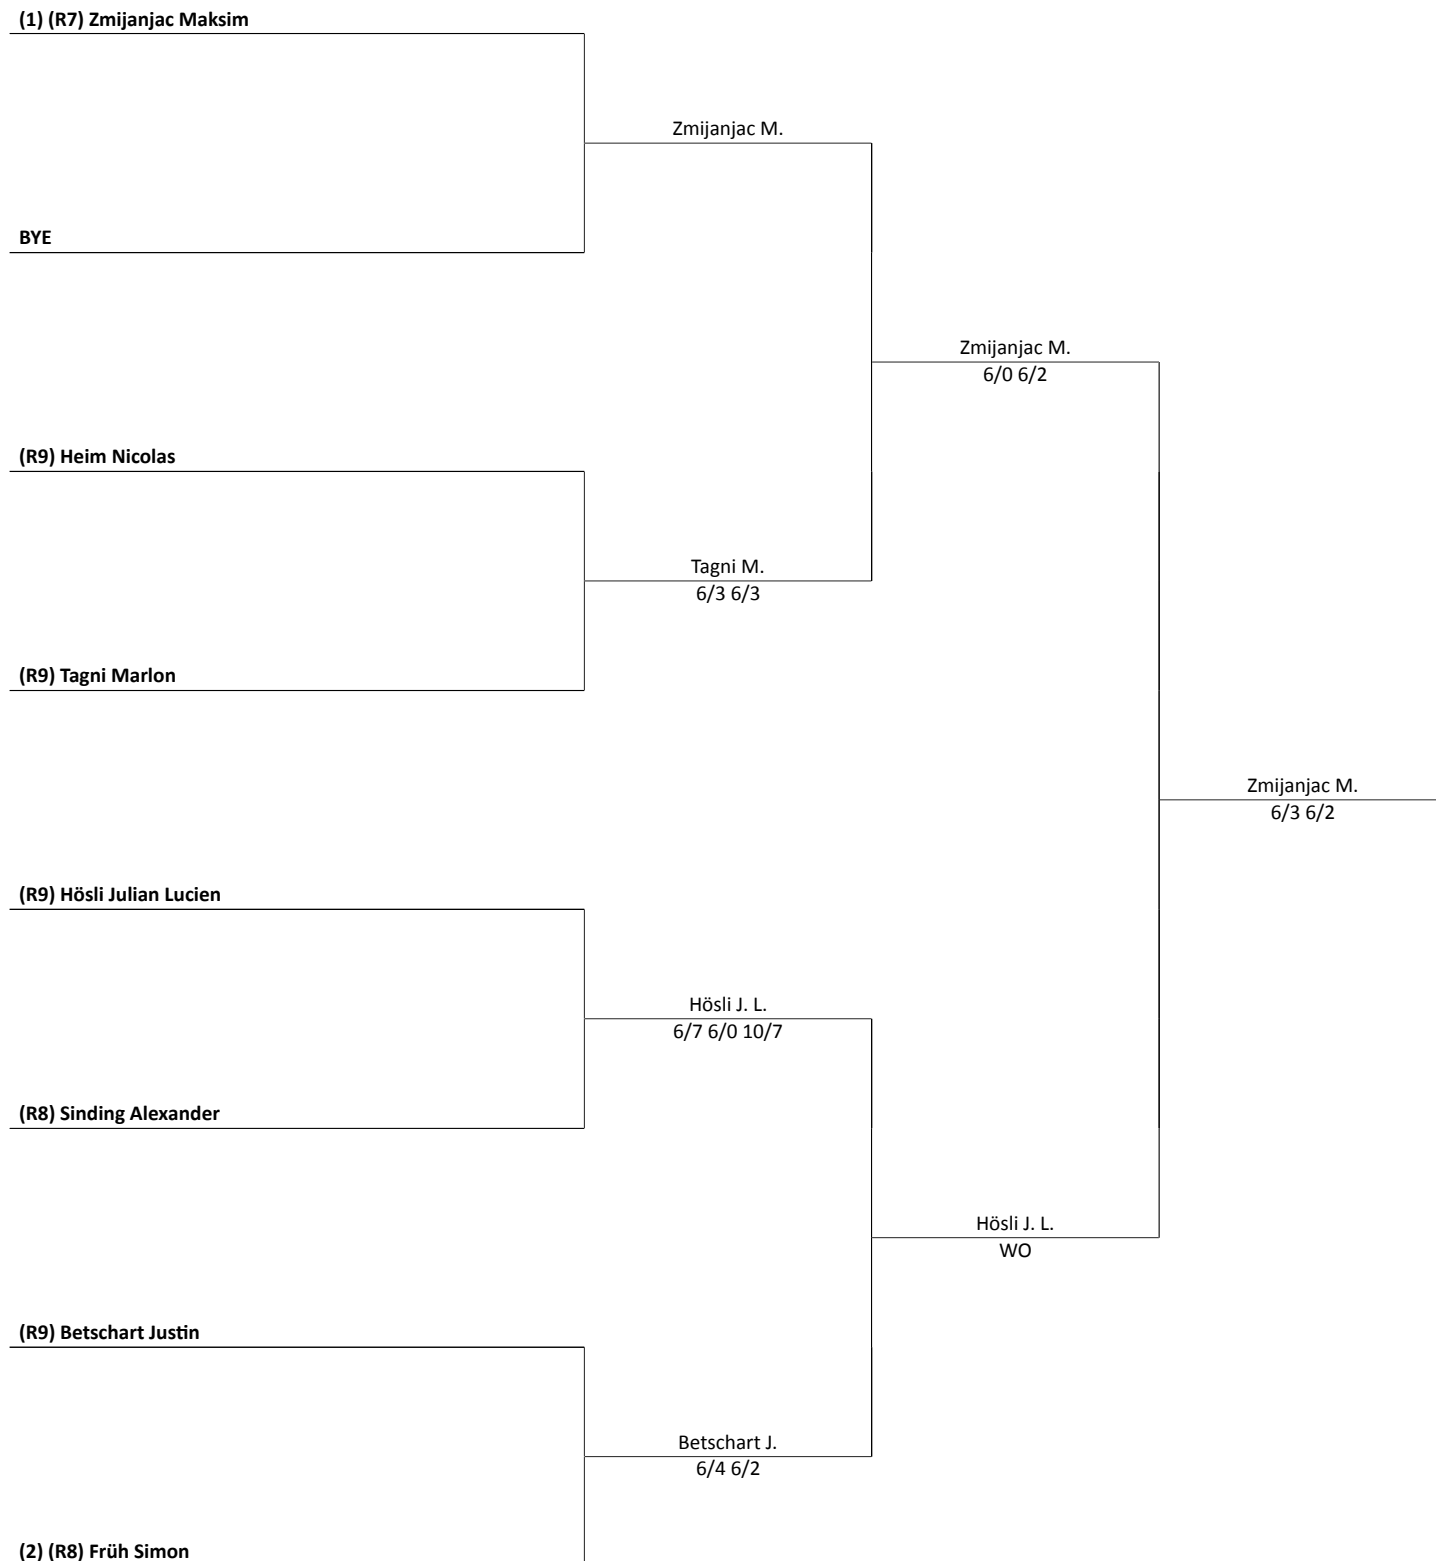 (1) (R7) Zmijanjac Maksim
Zmijanjac M.
BYE
Zmijanjac M.
6/0 6/2
(R9) Heim Nicolas
Tagni M.
6/3 6/3
(R9) Tagni Marlon
Zmijanjac M.
6/3 6/2
(R9) Hösli Julian Lucien
Hösli J. L.
6/7 6/0 10/7
(R8) Sinding Alexander
Hösli J. L.
WO
(R9) Betschart Justin
Betschart J.
6/4 6/2
(2) (R8) Früh Simon